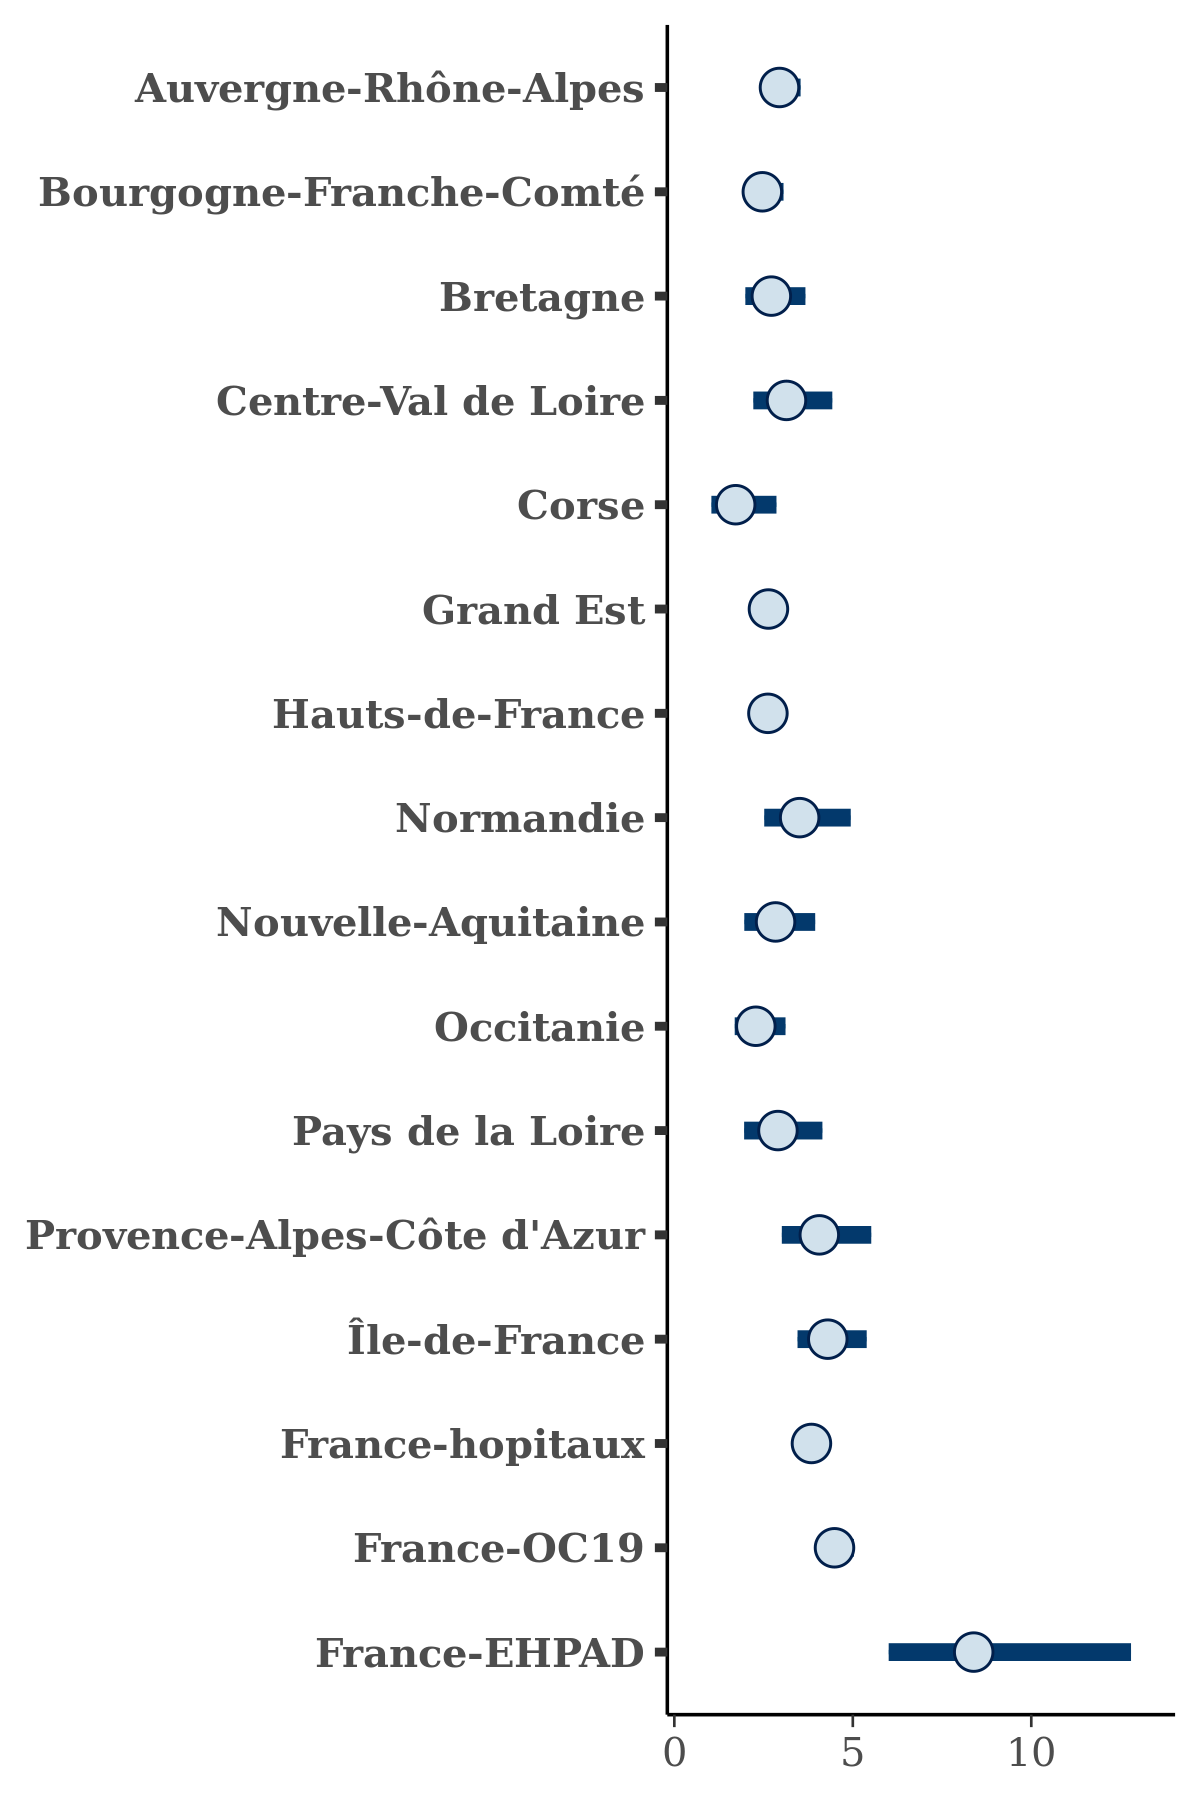 Auvergne-Rhône-Alpes
Bourgogne-Franche-Comté
Bretagne
Centre-Val de Loire
Corse
Grand Est
Hauts-de-France
Normandie
Nouvelle-Aquitaine
Occitanie
Pays de la Loire
Provence-Alpes-Côte d'Azur
Île-de-France
France-hopitaux
France-OC19
France-EHPAD
0 5 10